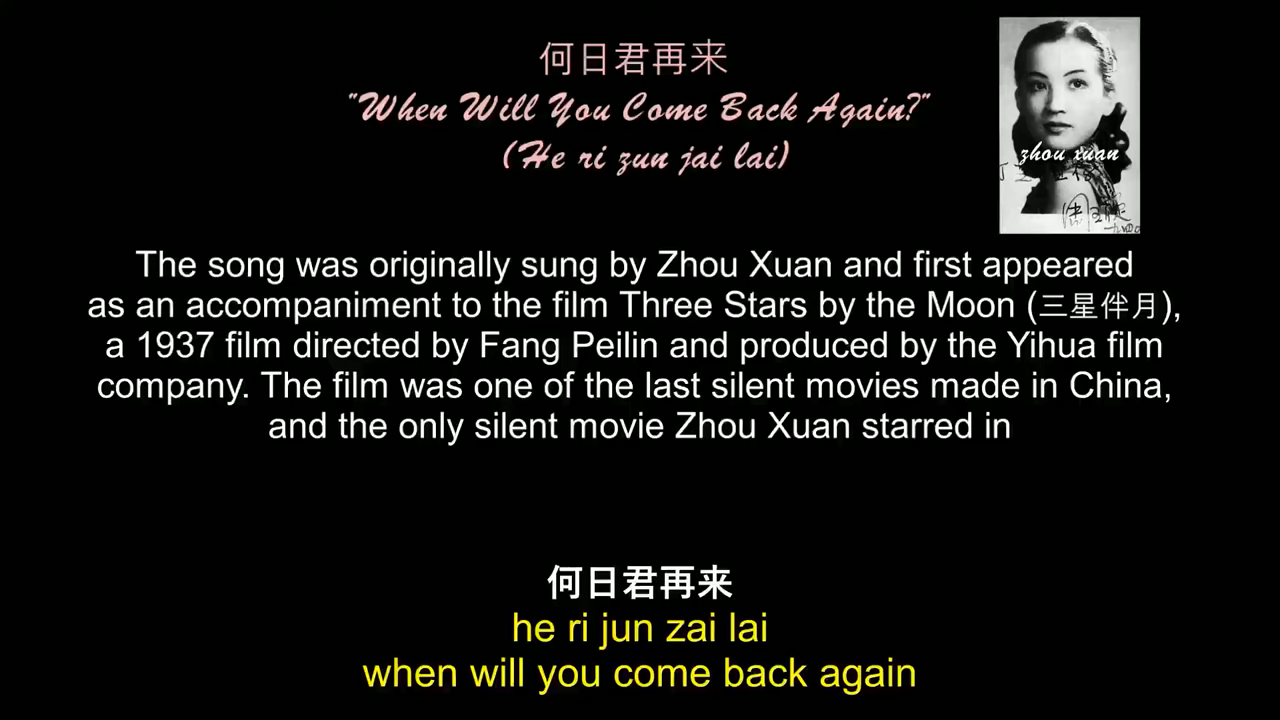 何日君再来
"When Will You Come Back Again?"
(He ri zun jai lai)
zhou xuan
The song was originally sung by Zhou Xuan and first appeared
as an accompaniment to the film Three Stars by the Moon (三星伴月),
a 1937 film directed by Fang Peilin and produced by the Yihua film
company. The film was one of the last silent movies made in China,
and the only silent movie Zhou Xuan starred in
何日君再来
he ri jun zai lai
when will you come back again